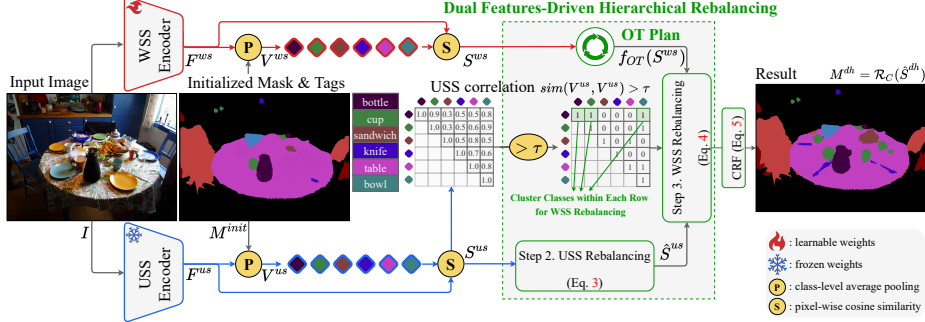 Dual Features-Driven Hierarchical Rebalancing
WSS
Encoder
F^{ws}
P
V^{ws}
S
S^{ws}
OT Plan
f_{OT}(S^{ws})
Input Image
Initialized Mask & Tags
USS correlation
sim(V^{us}, V^{us}) > τ
Result
M^{dh} = R_C(Ŝ^{dh})
bottle
cup
sandwich
knife
table
bowl
1.0 0.9 0.3 0.5 0.5 0.8
1.0 0.3 0.5 0.6 0.9
1.0 0.5 0.8 0.5
1.0 0.7 0.6
1.0 0.8
1.0
> τ
1 1 0 0 0 1
1 0 0 0 1
1 0 1 0
1 0 0
1 1
1
Cluster Classes within Each Row
for WSS Rebalancing
Step 3. WSS Rebalancing
(Eq. 4)
CRF (Eq. 5)
I
M^{init}
USS
Encoder
F^{us}
P
V^{us}
S
S^{us}
Step 2. USS Rebalancing
(Eq. 3)
Ŝ^{us}
: learnable weights
: frozen weights
P : class-level average pooling
S : pixel-wise cosine similarity